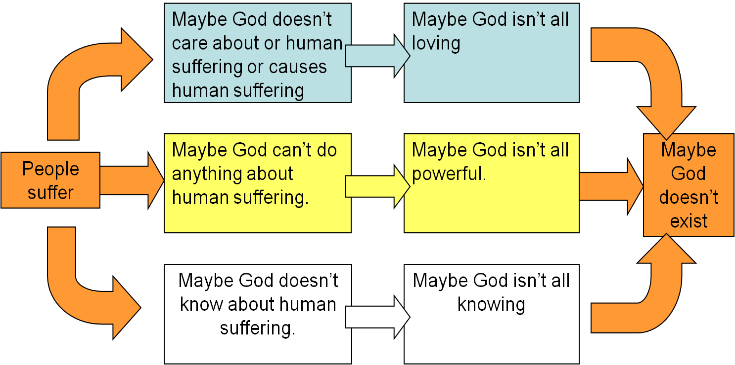 People
suffer
Maybe God doesn't
care about or human
suffering or causes
human suffering
Maybe God isn't all
loving
Maybe God can't do
anything about
human suffering.
Maybe God isn't all
powerful.
Maybe God doesn't
know about human
suffering.
Maybe God isn't all
knowing
Maybe
God
doesn't
exist